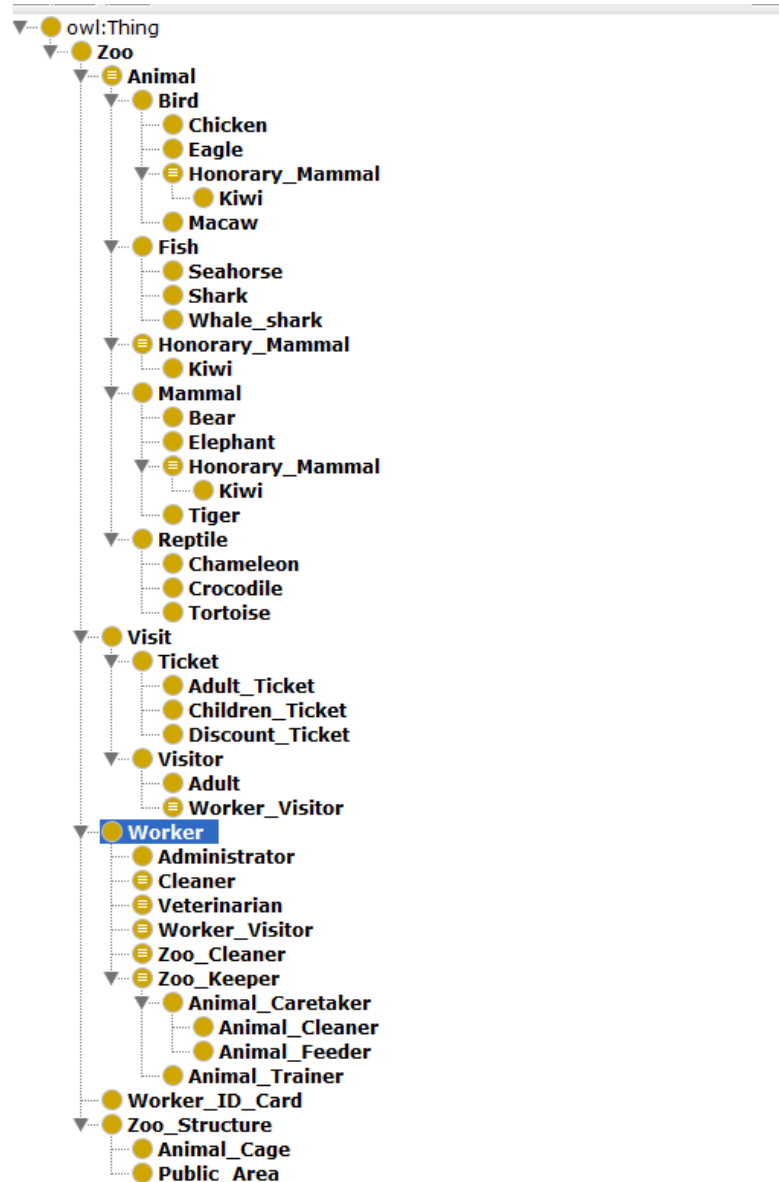 owl:Thing
Zoo
Animal
Bird
Chicken
Eagle
Honorary_Mammal
Kiwi
Macaw
Fish
Seahorse
Shark
Whale_shark
Honorary_Mammal
Kiwi
Mammal
Bear
Elephant
Honorary_Mammal
Kiwi
Tiger
Reptile
Chameleon
Crocodile
Tortoise
Visit
Ticket
Adult_Ticket
Children_Ticket
Discount_Ticket
Visitor
Adult
Worker_Visitor
Worker
Administrator
Cleaner
Veterinarian
Worker_Visitor
Zoo_Cleaner
Zoo_Keeper
Animal_Caretaker
Animal_Cleaner
Animal_Feeder
Animal_Trainer
Worker_ID_Card
Zoo_Structure
Animal_Cage
Public_Area